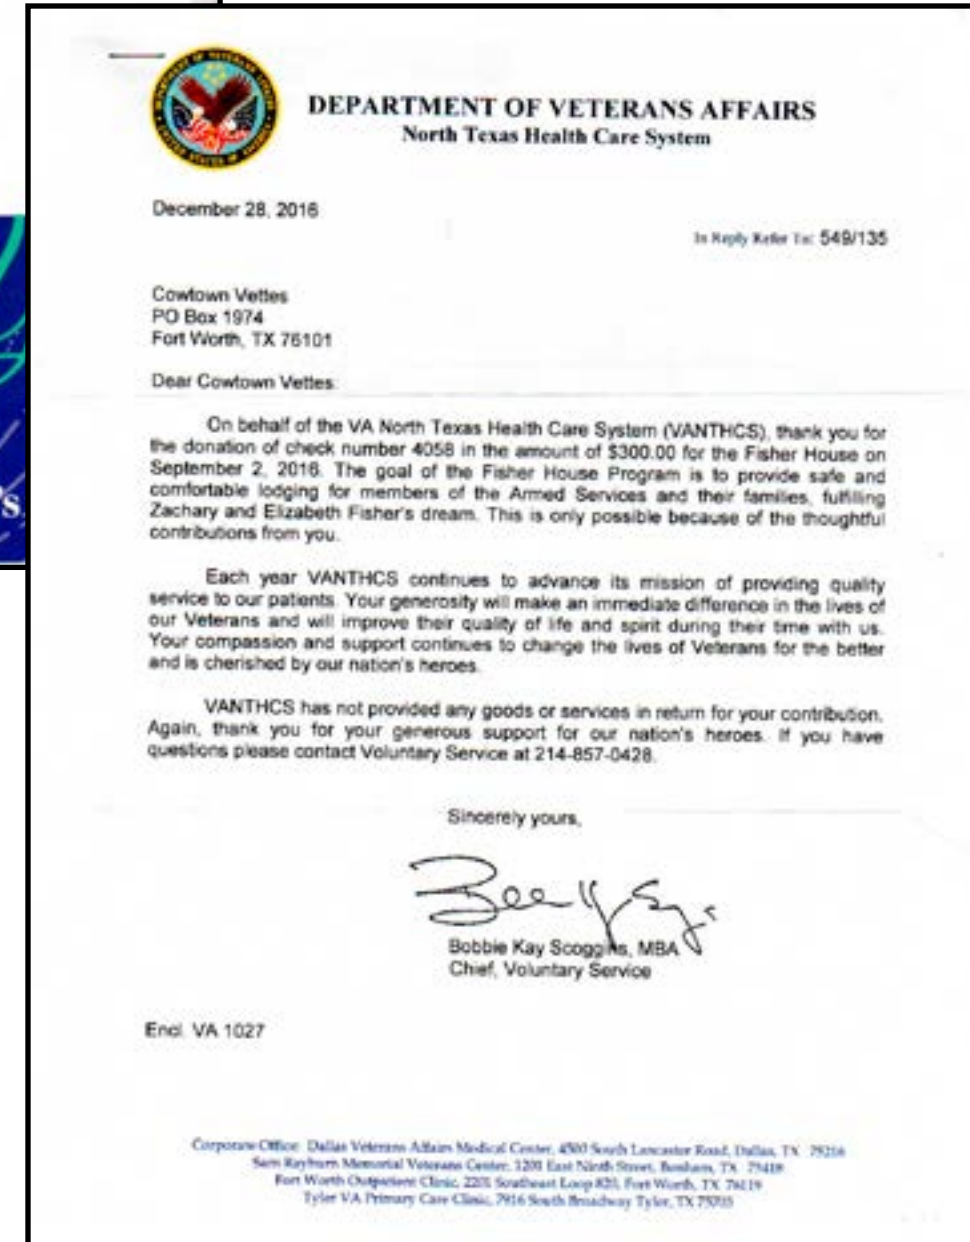 DEPARTMENT OF VETERANS AFFAIRS
North Texas Health Care System
December 28, 2016
In Reply Refer To: 549/135
Cowtown Vettes
PO Box 1974
Fort Worth, TX 76101
Dear Cowtown Vettes:
On behalf of the VA North Texas Health Care System (VANTHCS), thank you for
the donation of check number 4058 in the amount of $300.00 for the Fisher House on
September 2, 2016. The goal of the Fisher House Program is to provide safe and
comfortable lodging for members of the Armed Services and their families, fulfilling
Zachary and Elizabeth Fisher's dream. This is only possible because of the thoughtful
contributions from you.
Each year VANTHCS continues to advance its mission of providing quality
service to our patients. Your generosity will make an immediate difference in the lives of
our Veterans and will improve their quality of life and spirit during their time with us.
Your compassion and support continues to change the lives of Veterans for the better
and is cherished by our nation's heroes.
VANTHCS has not provided any goods or services in return for your contribution.
Again, thank you for your generous support for our nation's heroes. If you have
questions please contact Voluntary Service at 214-857-0428.
Sincerely yours,
Bobbie Kay Scoggins, MBA
Chief, Voluntary Service
Encl. VA 1027
Corporate Office: Dallas Veterans Affairs Medical Center, 4500 South Lancaster Road, Dallas, TX 75216
Sam Rayburn Memorial Veterans Center, 1201 East Ninth Street, Bonham, TX 75418
Fort Worth Outpatient Clinic, 2201 Southeast Loop 820, Fort Worth, TX 76119
Tyler VA Primary Care Clinic, 7916 South Broadway Tyler, TX 75703